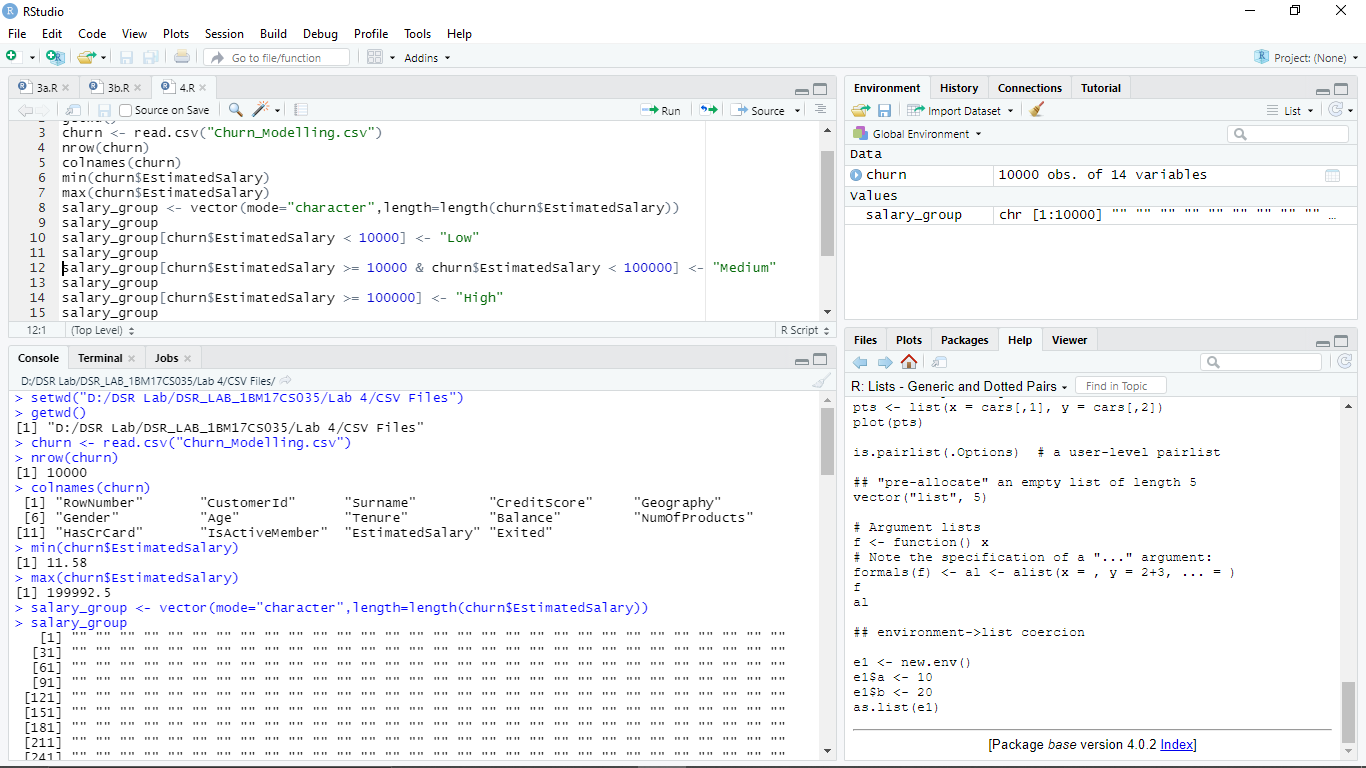 RStudio
File Edit Code View Plots Session Build Debug Profile Tools Help
Go to file/function Addins Project: (None)
3a.R 3b.R 4.R
Source on Save Run Source
3 churn <- read.csv("Churn_Modelling.csv")
4 nrow(churn)
5 colnames(churn)
6 min(churn$EstimatedSalary)
7 max(churn$EstimatedSalary)
8 salary_group <- vector(mode="character",length=length(churn$EstimatedSalary))
9 salary_group
10 salary_group[churn$EstimatedSalary < 10000] <- "Low"
11 salary_group
12 salary_group[churn$EstimatedSalary >= 10000 & churn$EstimatedSalary < 100000] <- "Medium"
13 salary_group
14 salary_group[churn$EstimatedSalary >= 100000] <- "High"
15 salary_group
12:1 (Top Level) R Script
Console Terminal Jobs
D:/DSR Lab/DSR_LAB_1BM17CS035/Lab 4/CSV Files/
> setwd("D:/DSR Lab/DSR_LAB_1BM17CS035/Lab 4/CSV Files")
> getwd()
[1] "D:/DSR Lab/DSR_LAB_1BM17CS035/Lab 4/CSV Files"
> churn <- read.csv("Churn_Modelling.csv")
> nrow(churn)
[1] 10000
> colnames(churn)
[1] "RowNumber" "CustomerId" "Surname" "CreditScore" "Geography"
[6] "Gender" "Age" "Tenure" "Balance" "NumOfProducts"
[11] "HasCrCard" "IsActiveMember" "EstimatedSalary" "Exited"
> min(churn$EstimatedSalary)
[1] 11.58
> max(churn$EstimatedSalary)
[1] 199992.5
> salary_group <- vector(mode="character",length=length(churn$EstimatedSalary))
> salary_group
[1] "" "" "" "" "" "" "" "" "" "" "" "" "" "" "" "" "" "" "" "" "" "" "" "" "" "" "" "" "" ""
[31] "" "" "" "" "" "" "" "" "" "" "" "" "" "" "" "" "" "" "" "" "" "" "" "" "" "" "" "" "" ""
[61] "" "" "" "" "" "" "" "" "" "" "" "" "" "" "" "" "" "" "" "" "" "" "" "" "" "" "" "" "" ""
[91] "" "" "" "" "" "" "" "" "" "" "" "" "" "" "" "" "" "" "" "" "" "" "" "" "" "" "" "" "" ""
[121] "" "" "" "" "" "" "" "" "" "" "" "" "" "" "" "" "" "" "" "" "" "" "" "" "" "" "" "" "" ""
[151] "" "" "" "" "" "" "" "" "" "" "" "" "" "" "" "" "" "" "" "" "" "" "" "" "" "" "" "" "" ""
[181] "" "" "" "" "" "" "" "" "" "" "" "" "" "" "" "" "" "" "" "" "" "" "" "" "" "" "" "" "" ""
[211] "" "" "" "" "" "" "" "" "" "" "" "" "" "" "" "" "" "" "" "" "" "" "" "" "" "" "" "" "" ""
[241] "" "" "" "" "" "" "" "" "" "" "" "" "" "" "" "" "" "" "" "" "" "" "" "" "" "" "" "" "" ""
Environment History Connections Tutorial
Import Dataset List
Global Environment
Data
churn 10000 obs. of 14 variables
Values
salary_group chr [1:10000] "" "" "" "" "" "" "" "" "" ...
Files Plots Packages Help Viewer
R: Lists - Generic and Dotted Pairs Find in Topic
pts <- list(x = cars[,1], y = cars[,2])
plot(pts)
is.pairlist(.Options) # a user-level pairlist
## "pre-allocate" an empty list of length 5
vector("list", 5)
# Argument lists
f <- function() x
# Note the specification of a "..." argument:
formals(f) <- al <- alist(x = , y = 2+3, ... = )
f
al
## environment->list coercion
e1 <- new.env()
e1$a <- 10
e1$b <- 20
as.list(e1)
[Package base version 4.0.2 Index]